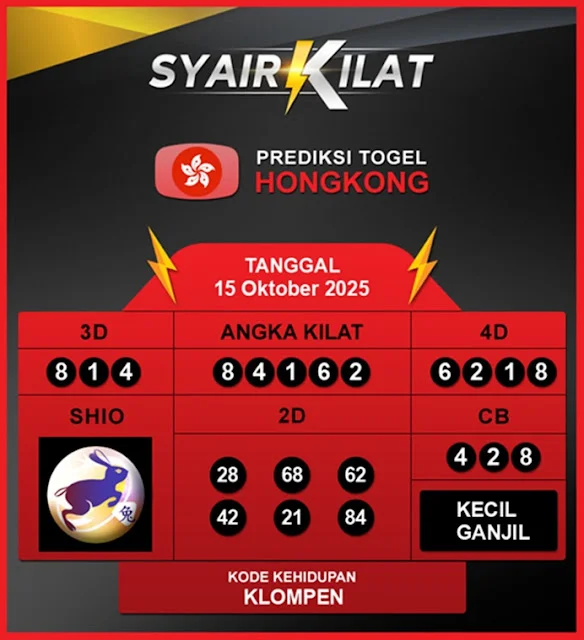 SYAIR KILAT
PREDIKSI TOGEL
HONGKONG
TANGGAL
15 Oktober 2025
3D
8 1 4
ANGKA KILAT
8 4 1 6 2
4D
6 2 1 8
SHIO
兔
2D
28 68 62
42 21 84
CB
4 2 8
KECIL
GANJIL
KODE KEHIDUPAN
KLOMPEN